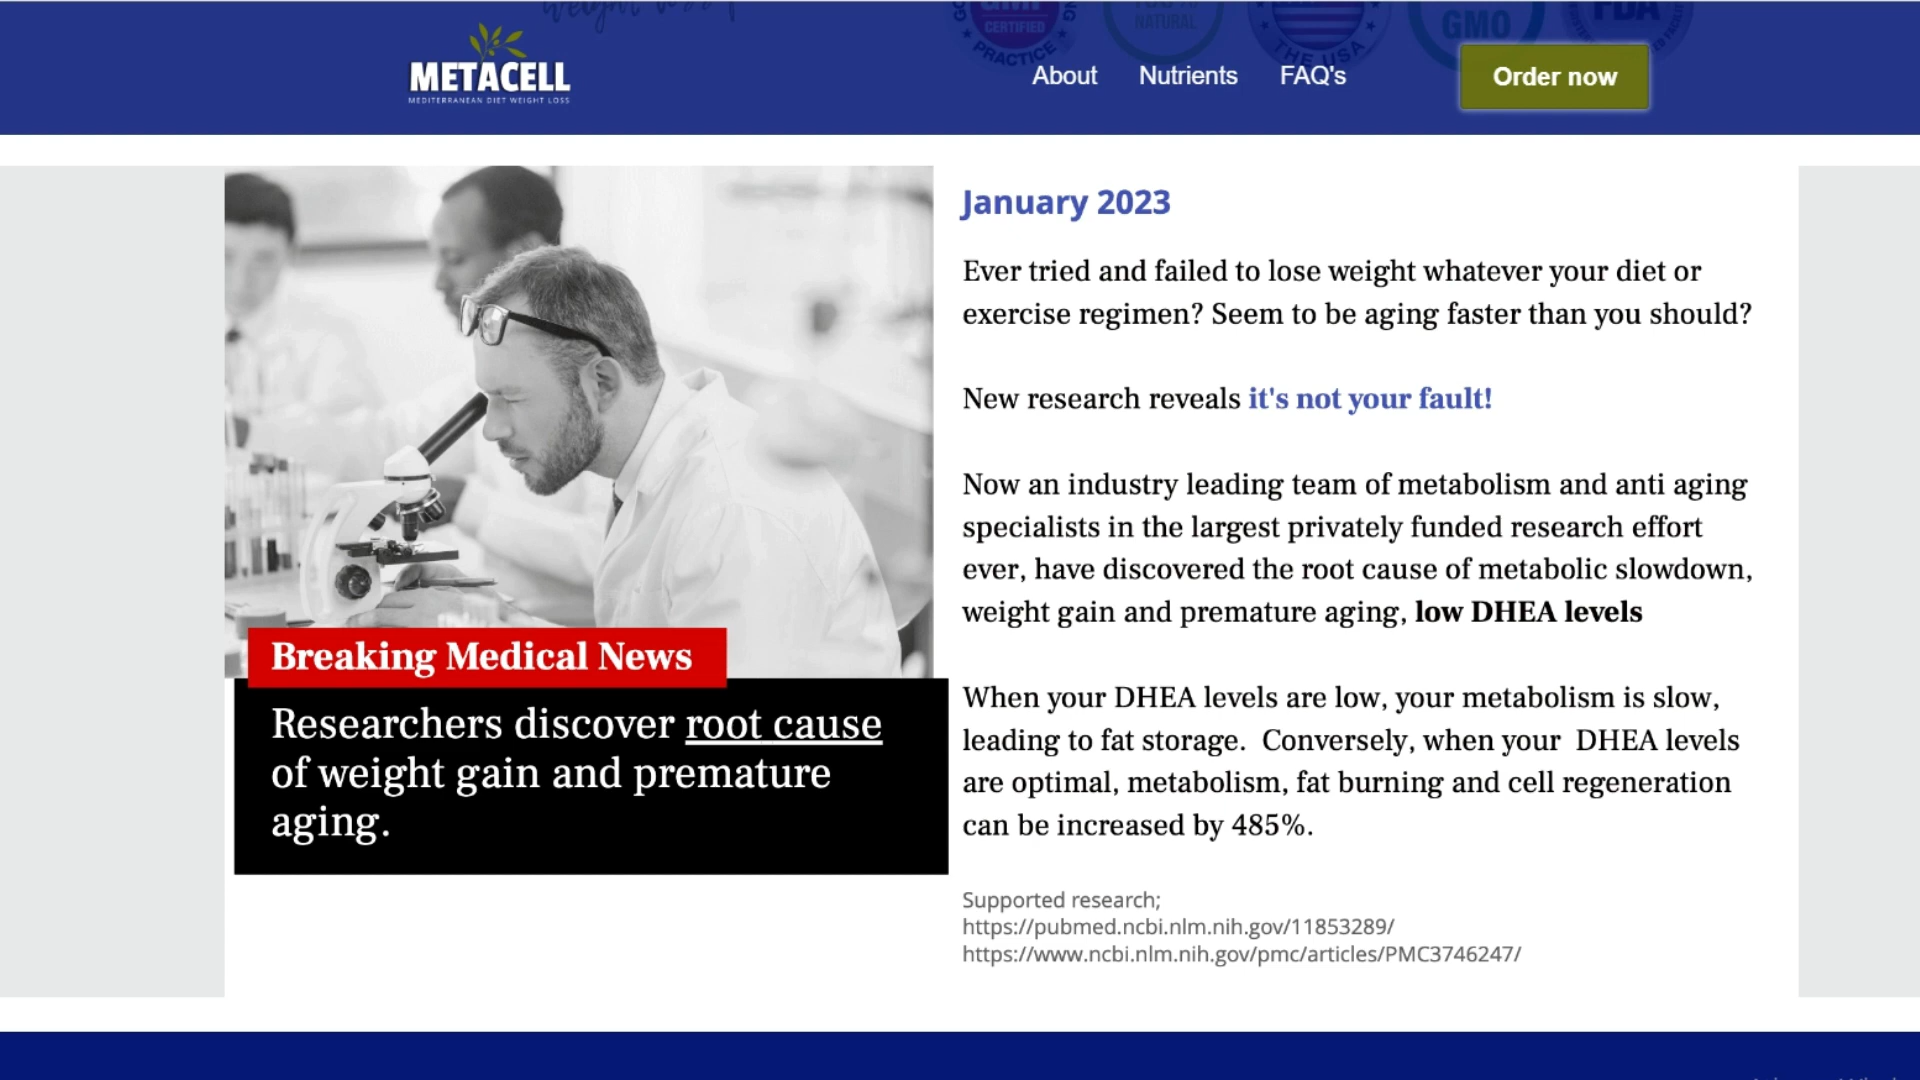 weight loss
GMP
CERTIFIED
PRACTICE
NATURAL
THE USA
GMO
FDA
METACELL
MEDITERRANEAN DIET WEIGHT LOSS
About
Nutrients
FAQ's
Order now
January 2023
Ever tried and failed to lose weight whatever your diet or
exercise regimen? Seem to be aging faster than you should?
New research reveals it's not your fault!
Now an industry leading team of metabolism and anti aging
specialists in the largest privately funded research effort
ever, have discovered the root cause of metabolic slowdown,
weight gain and premature aging, low DHEA levels
When your DHEA levels are low, your metabolism is slow,
leading to fat storage.  Conversely, when your  DHEA levels
are optimal, metabolism, fat burning and cell regeneration
can be increased by 485%.
Supported research;
https://pubmed.ncbi.nlm.nih.gov/11853289/
https://www.ncbi.nlm.nih.gov/pmc/articles/PMC3746247/
Breaking Medical News
Researchers discover root cause
of weight gain and premature
aging.